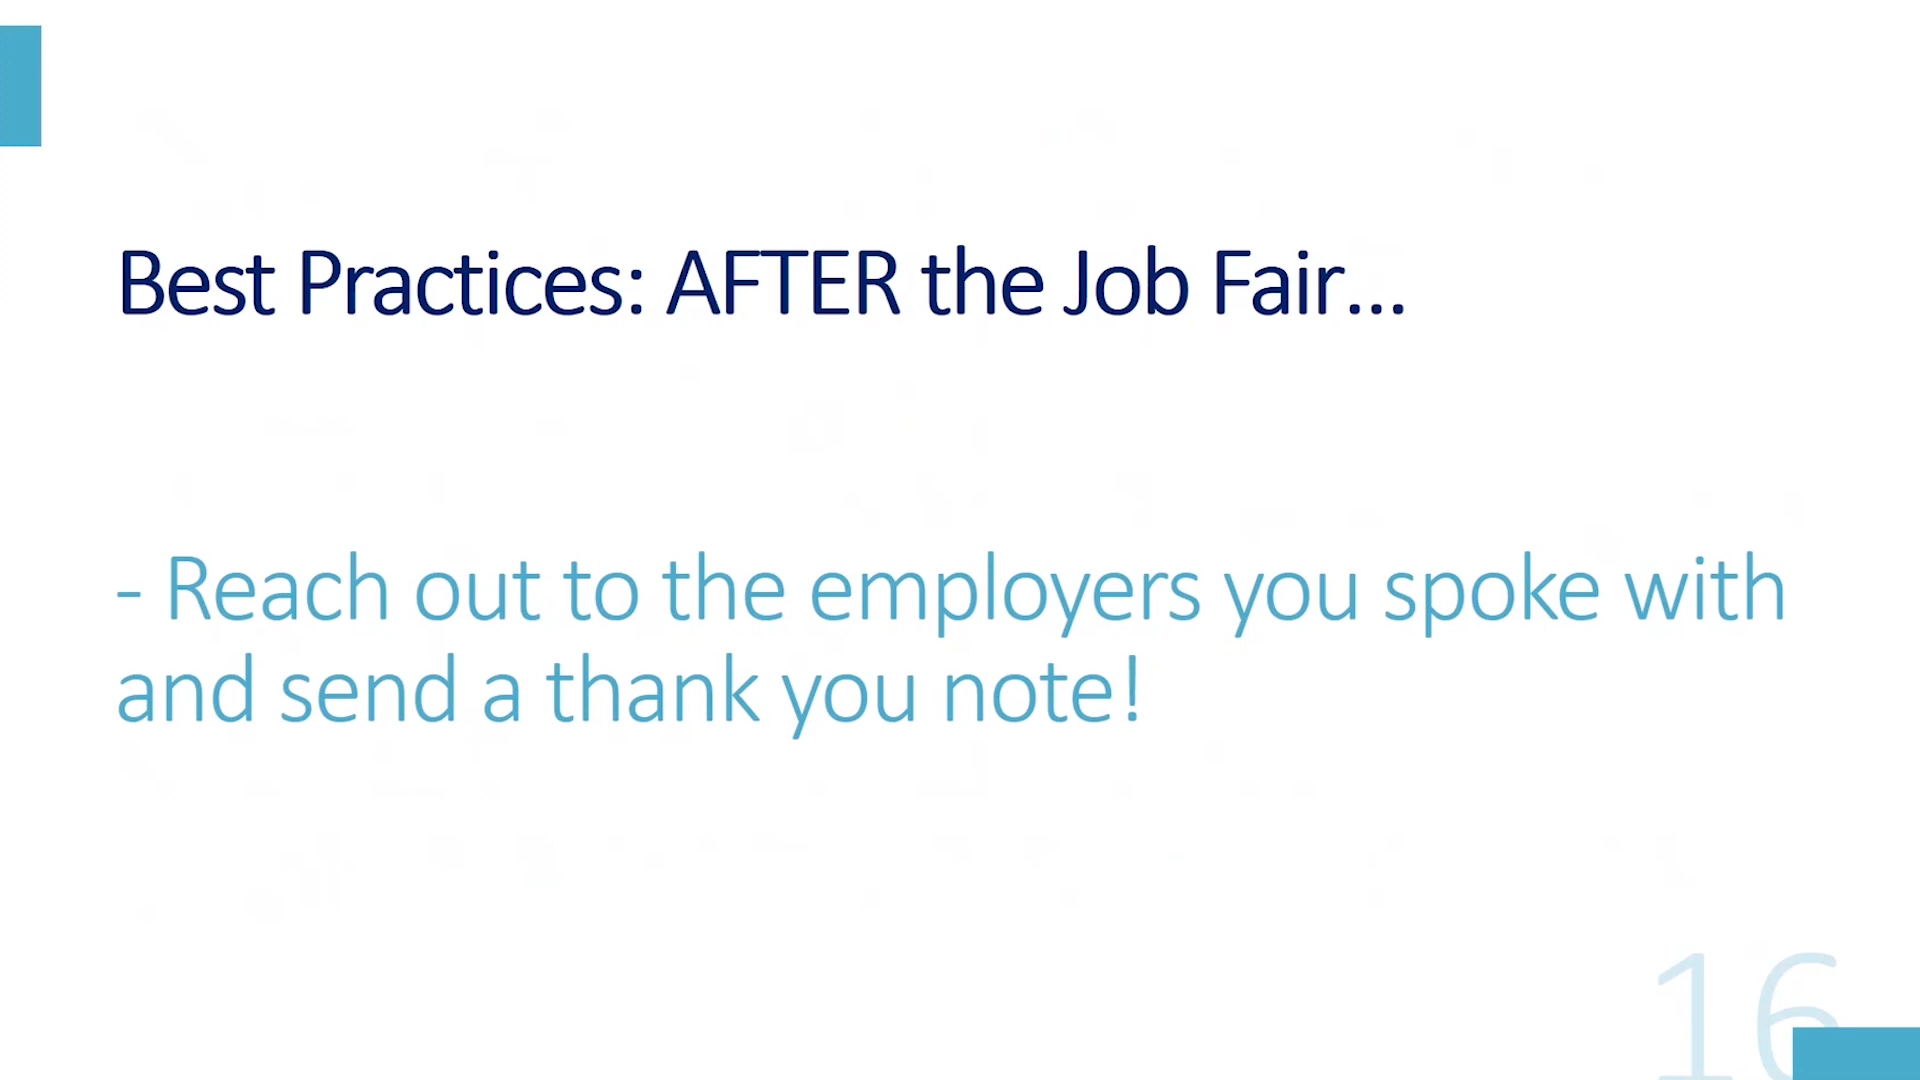 Best Practices: AFTER the Job Fair...
- Reach out to the employers you spoke with
and send a thank you note!
16